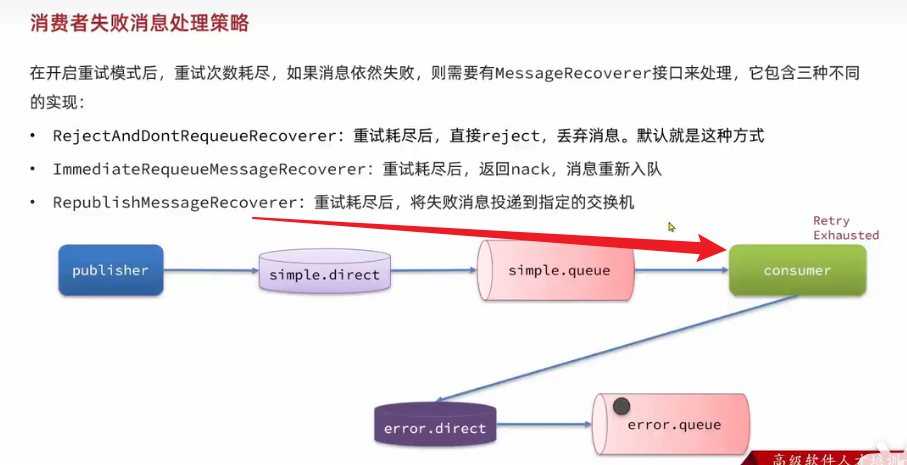 消费者失败消息处理策略
在开启重试模式后，重试次数耗尽，如果消息依然失败，则需要有MessageRecoverer接口来处理，它包含三种不同
的实现：
• RejectAndDontRequeueRecoverer：重试耗尽后，直接reject，丢弃消息。默认就是这种方式
• ImmediateRequeueMessageRecoverer：重试耗尽后，返回nack，消息重新入队
• RepublishMessageRecoverer：重试耗尽后，将失败消息投递到指定的交换机
Retry
Exhausted
publisher
simple.direct
simple.queue
consumer
error.direct
error.queue
高级软件人才培训